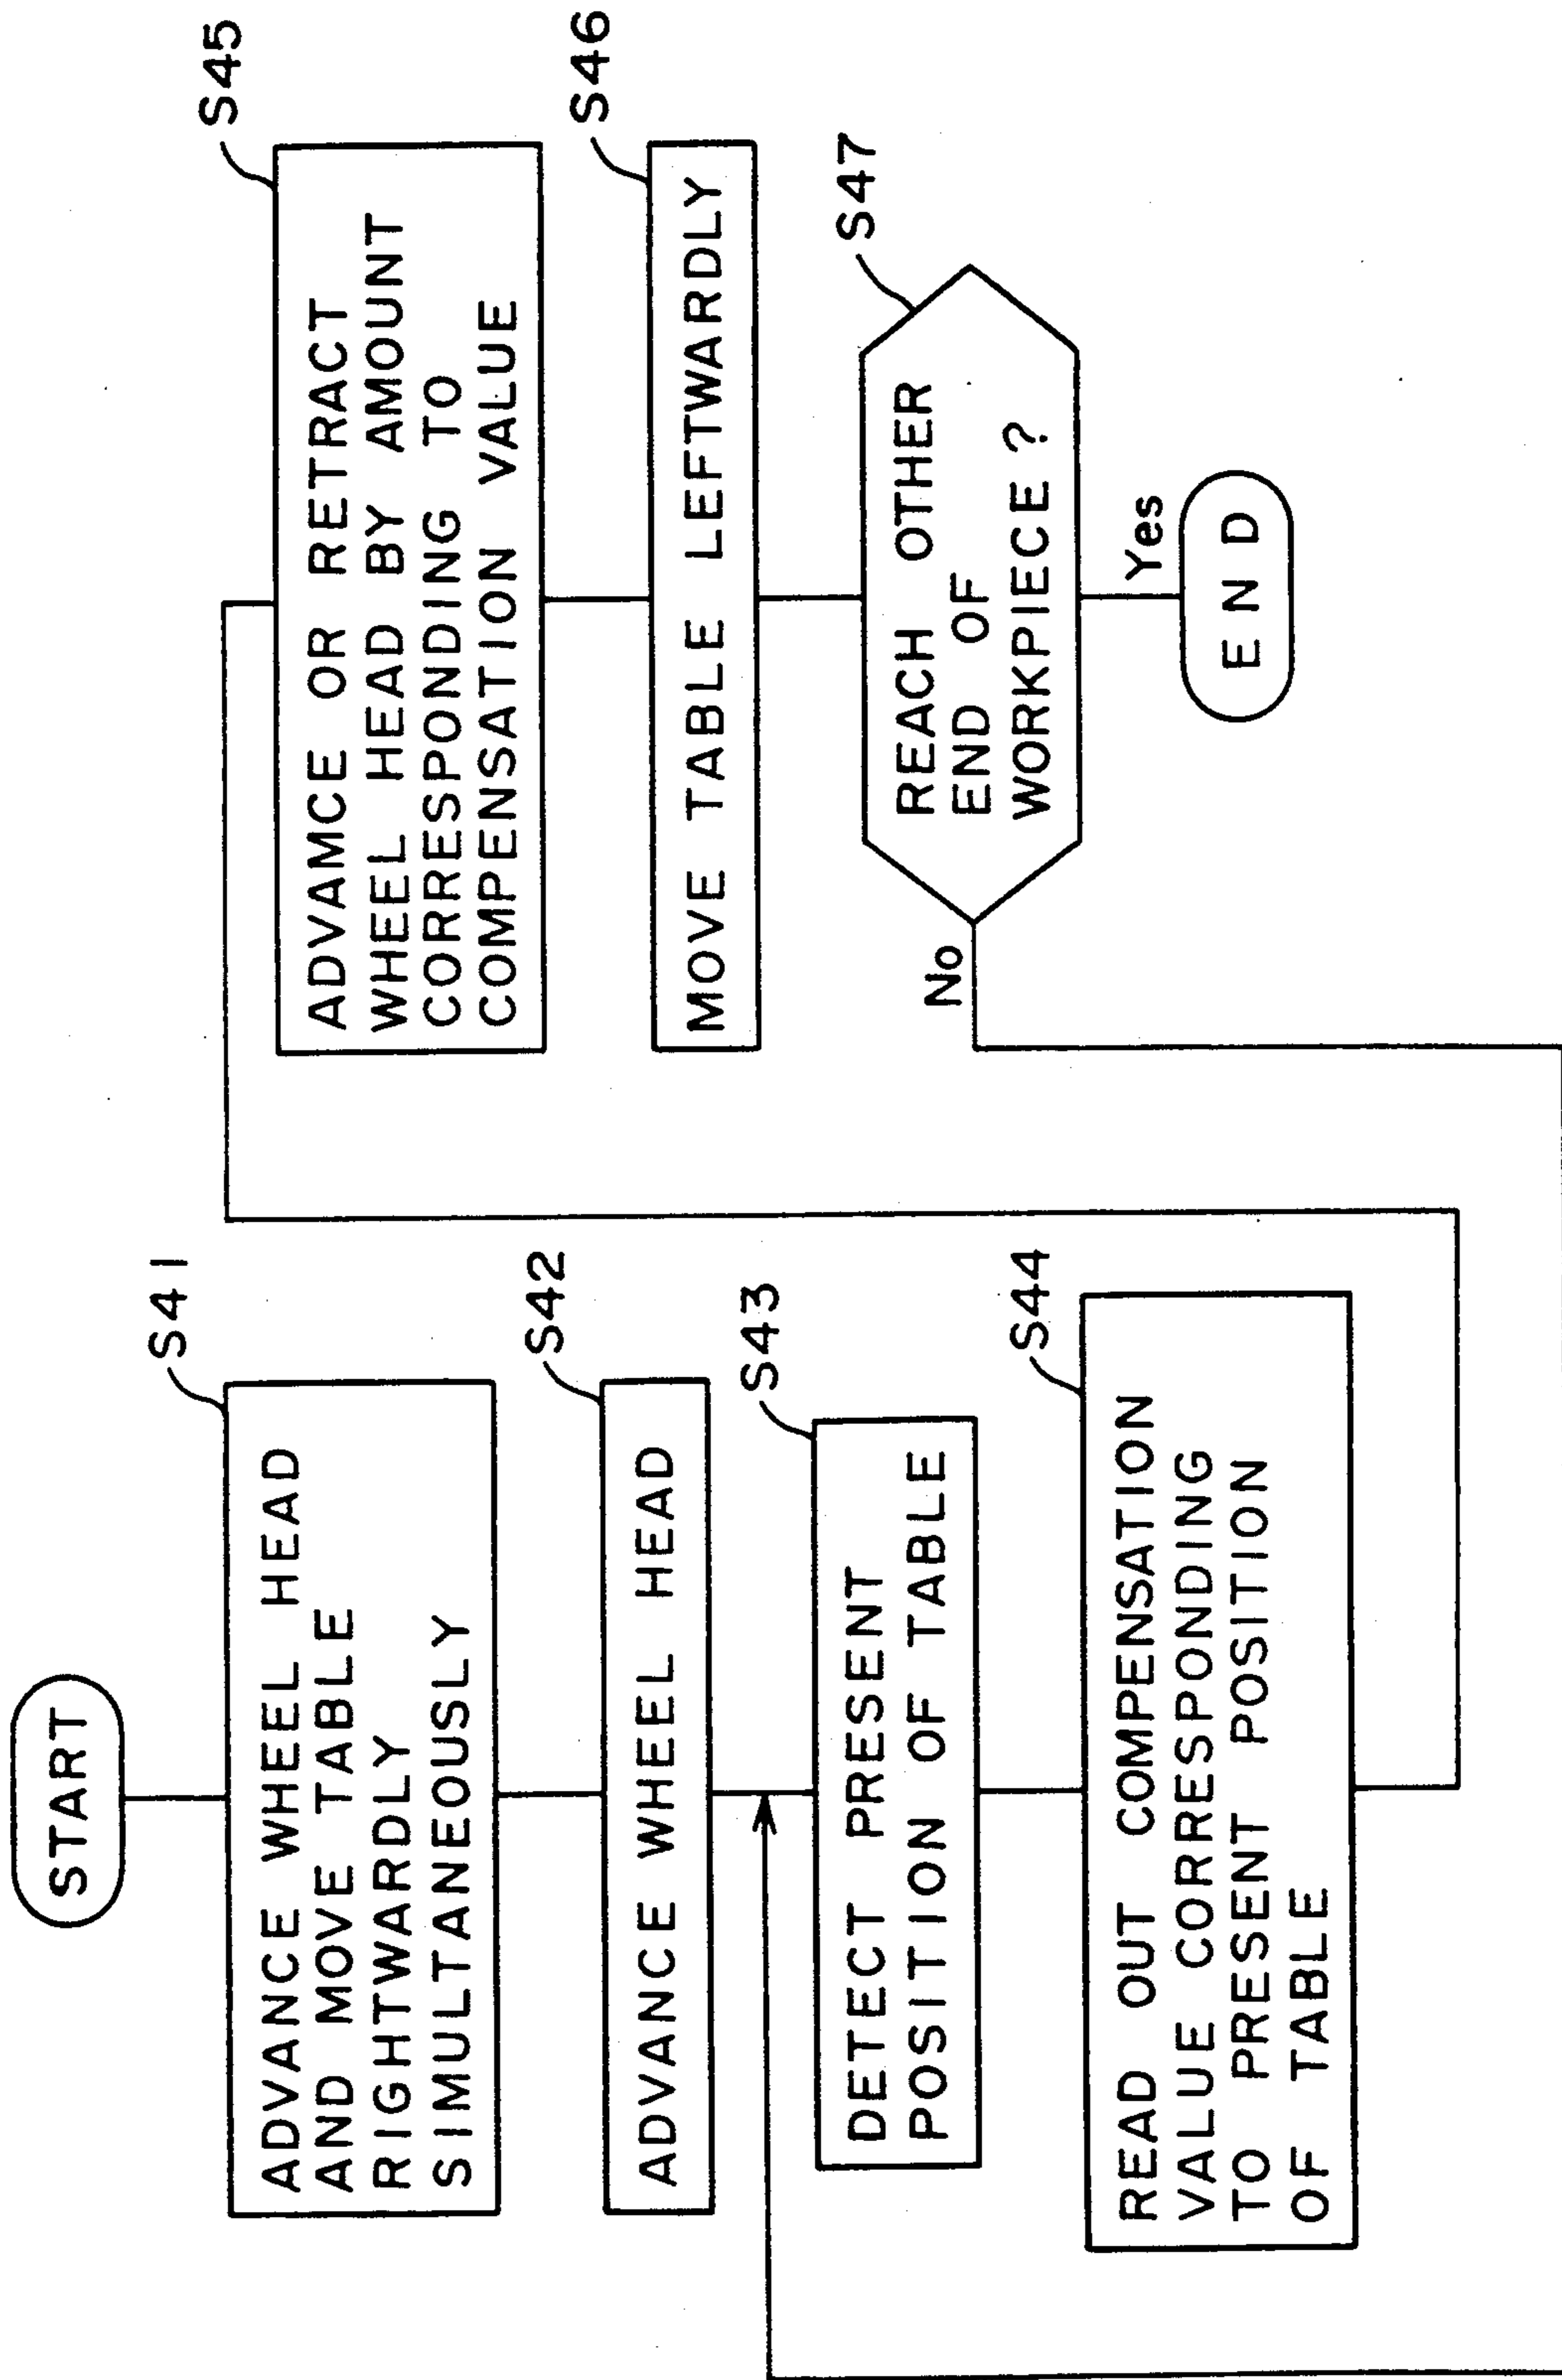 START
S41
ADVANCE WHEEL HEAD
AND MOVE TABLE
RIGHTWARDLY
SIMULTANEOUSLY
S42
ADVANCE WHEEL HEAD
S43
DETECT PRESENT
POSITION OF TABLE
S44
READ OUT COMPENSATION
VALUE CORRESPONDING
TO PRESENT POSITION
OF TABLE
S45
ADVAMCE OR RETRACT
WHEEL HEAD BY AMOUNT
CORRESPONDING TO
COMPENSATION VALUE
S46
MOVE TABLE LEFTWARDLY
S47
REACH OTHER
END OF
WORKPIECE ?
No
Yes
END